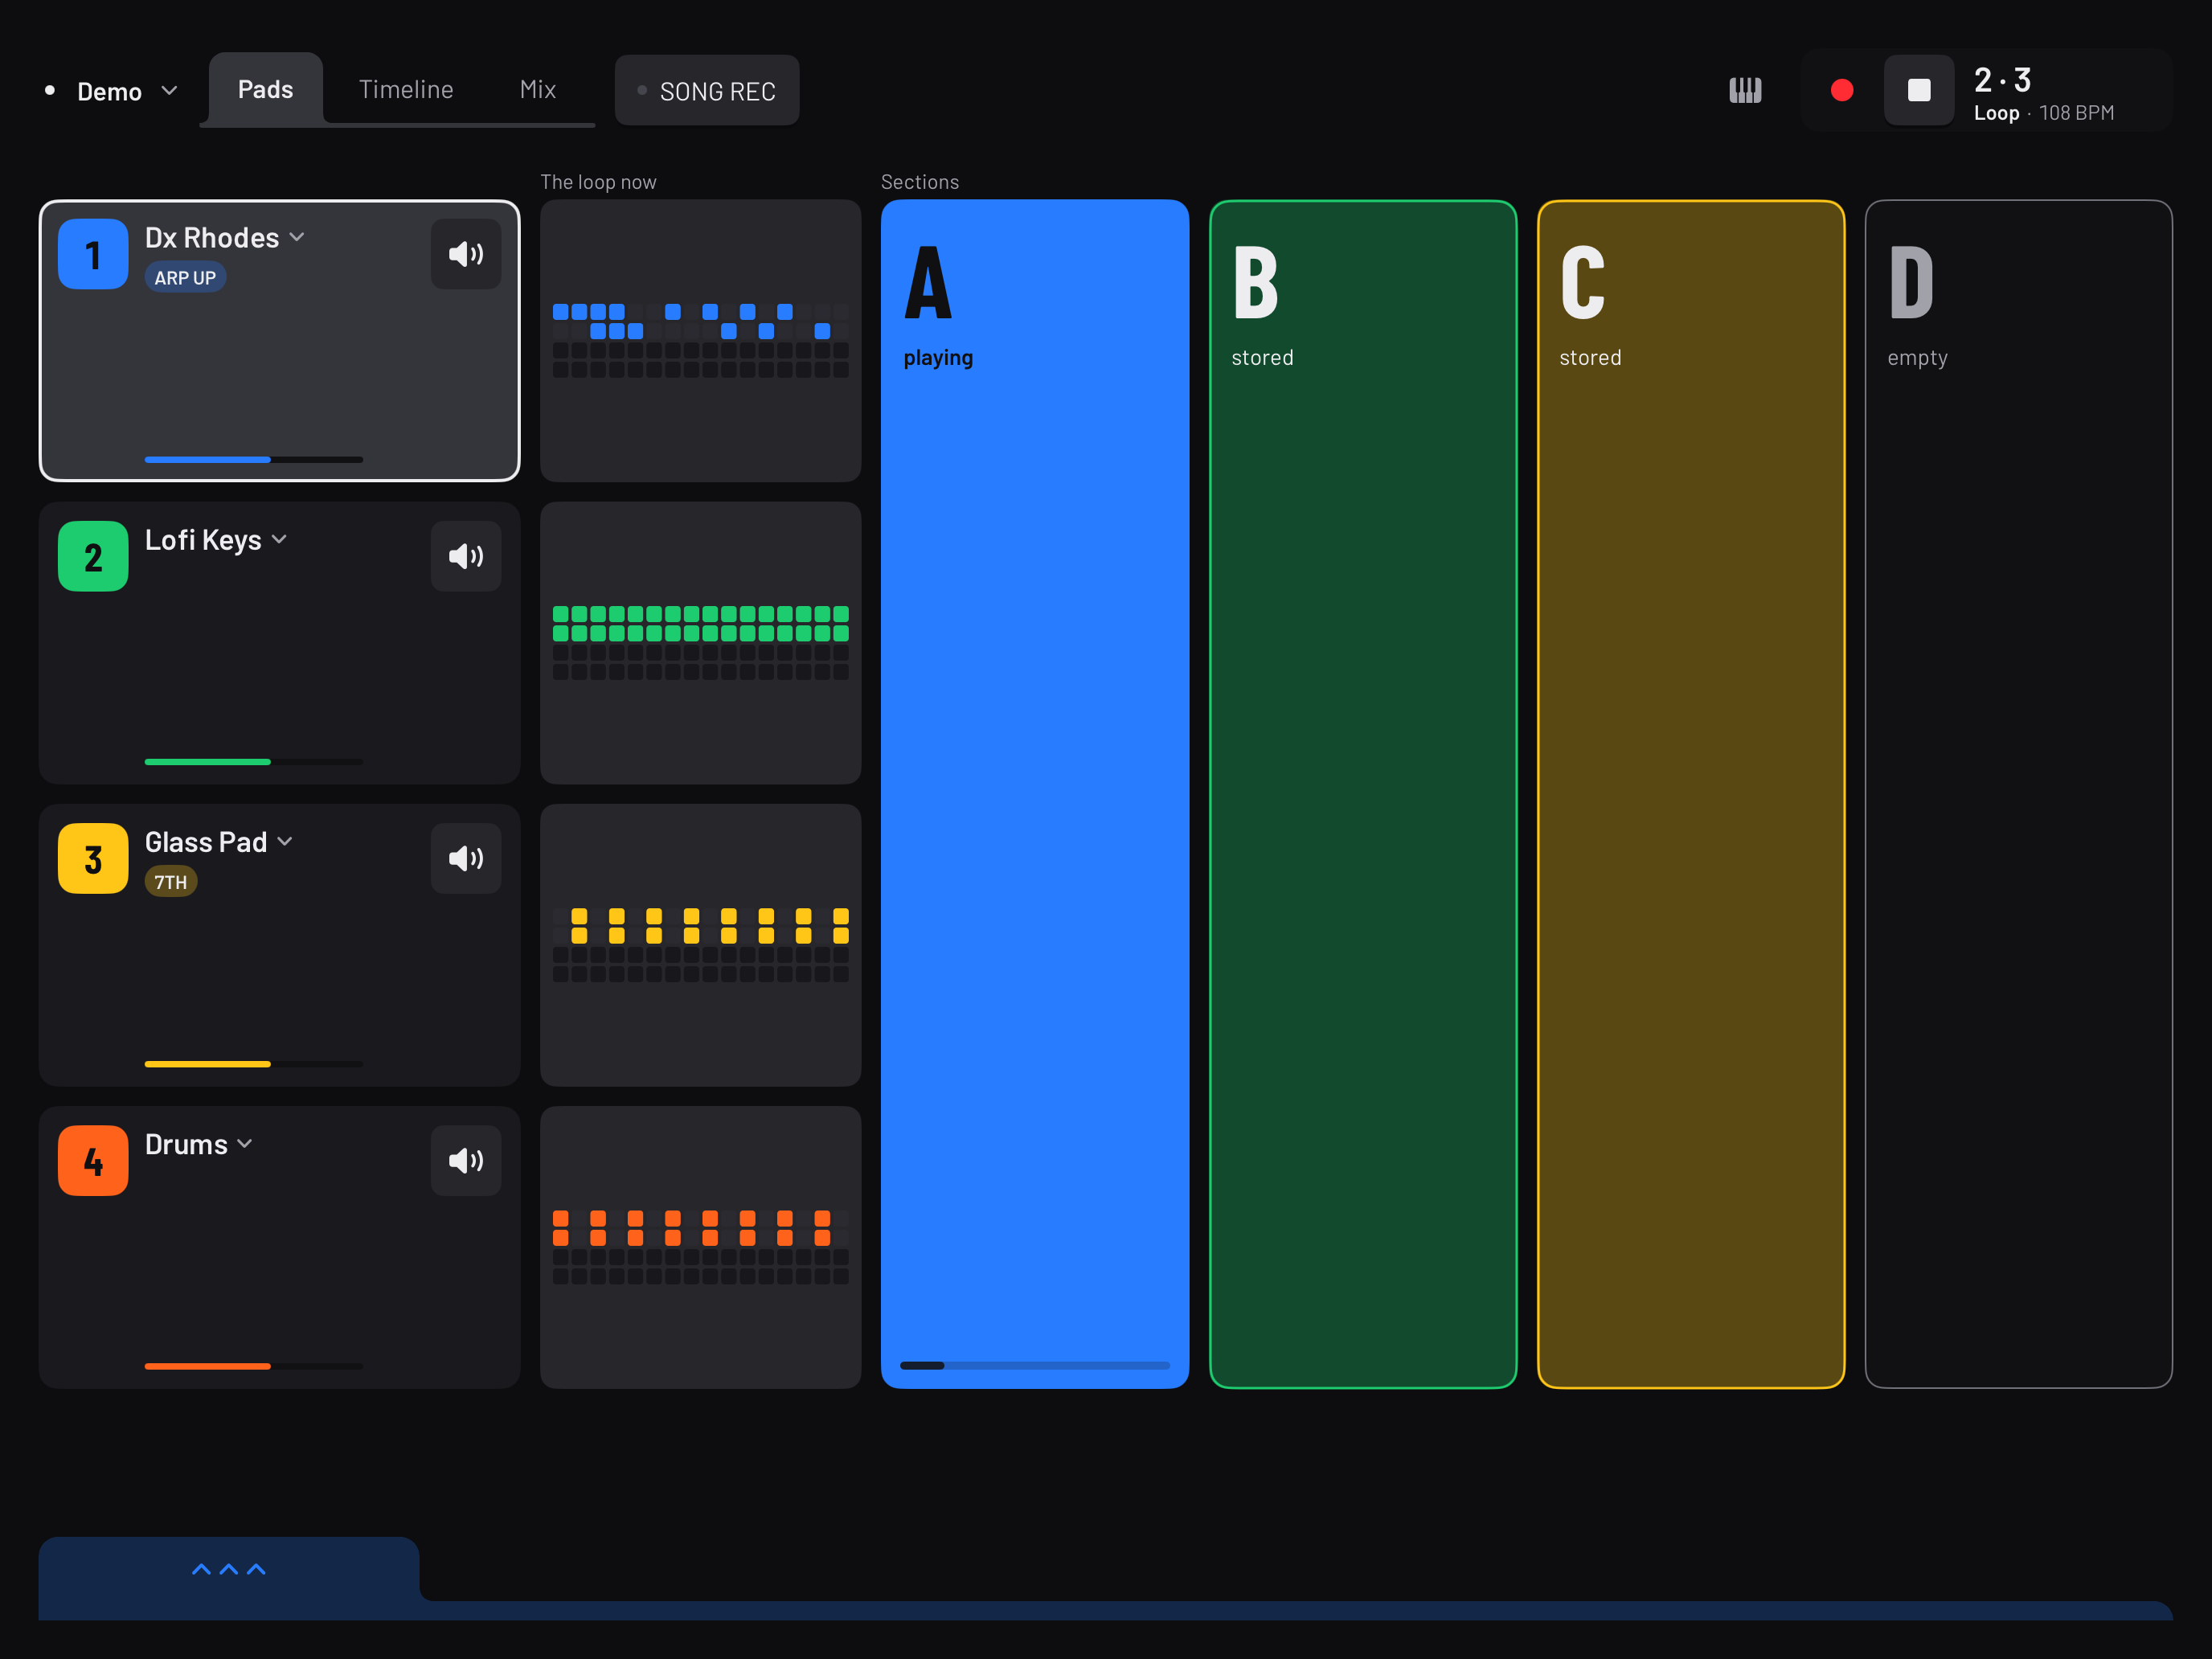 Demo
Pads
Timeline
Mix
SONG REC
2 · 3
Loop · 108 BPM
The loop now
Sections
1
Dx Rhodes
ARP UP
2
Lofi Keys
3
Glass Pad
7TH
4
Drums
A
playing
B
stored
C
stored
D
empty